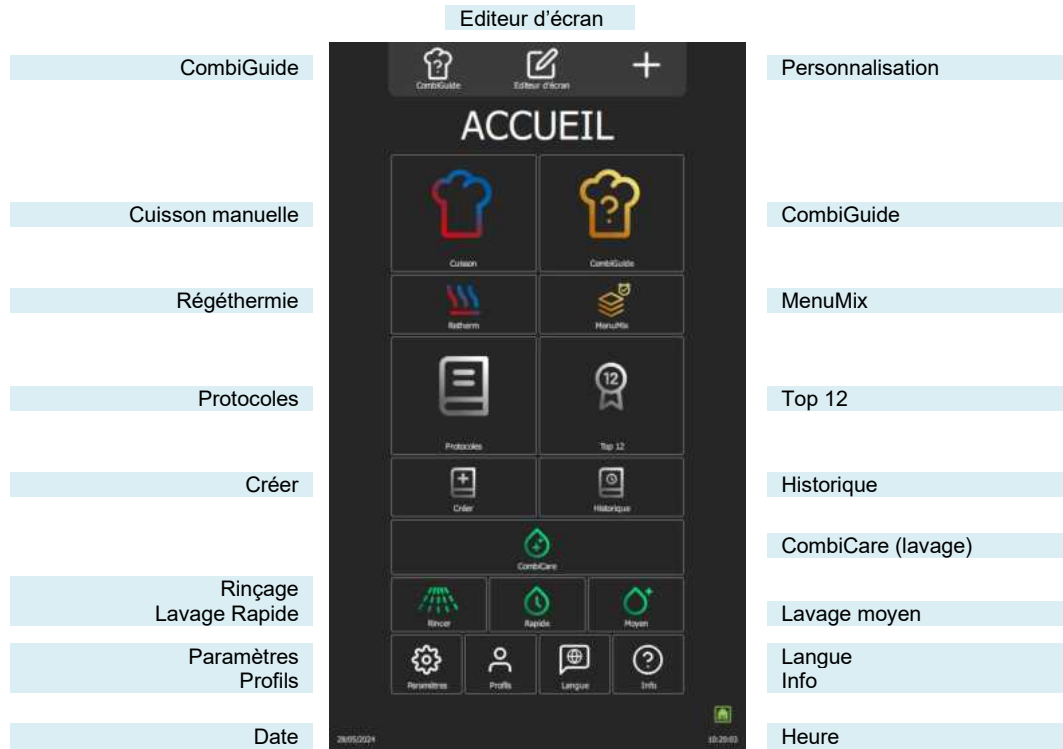 Editeur d'écran
CombiGuide
Personnalisation
CombiGuide
Editeur d'écran
ACCUEIL
Cuisson manuelle
CombiGuide
Cuisson
CombiGuide
Régéthermie
MenuMix
Retherm
MenuMix
Protocoles
12
Top 12
Protocoles
Top 12
Créer
Historique
Créer
Historique
CombiCare (lavage)
CombiCare
Rinçage
Lavage Rapide
Lavage moyen
Rincer
Rapide
Moyen
Paramètres
Profils
Langue
Info
Paramètres
Profils
Langue
Info
Date
Heure
28/05/2024
10:20:03